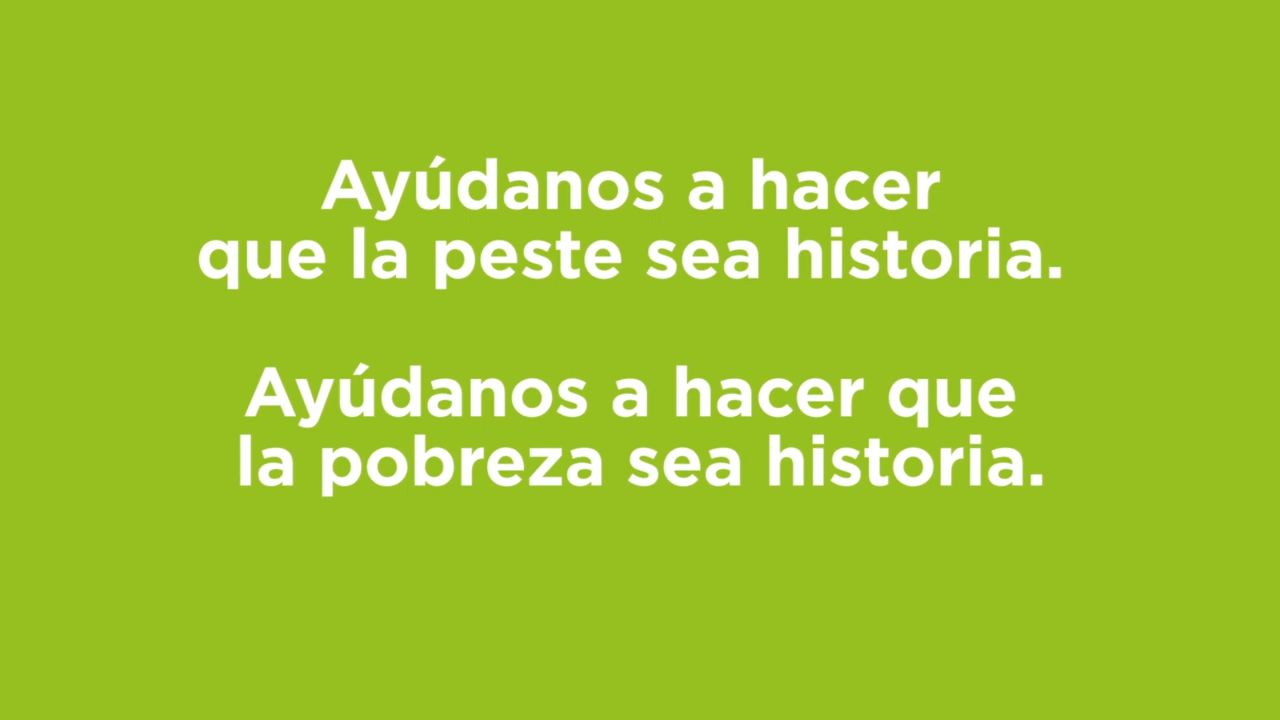 Ayúdanos a hacer
que la peste sea historia.
Ayúdanos a hacer que
la pobreza sea historia.